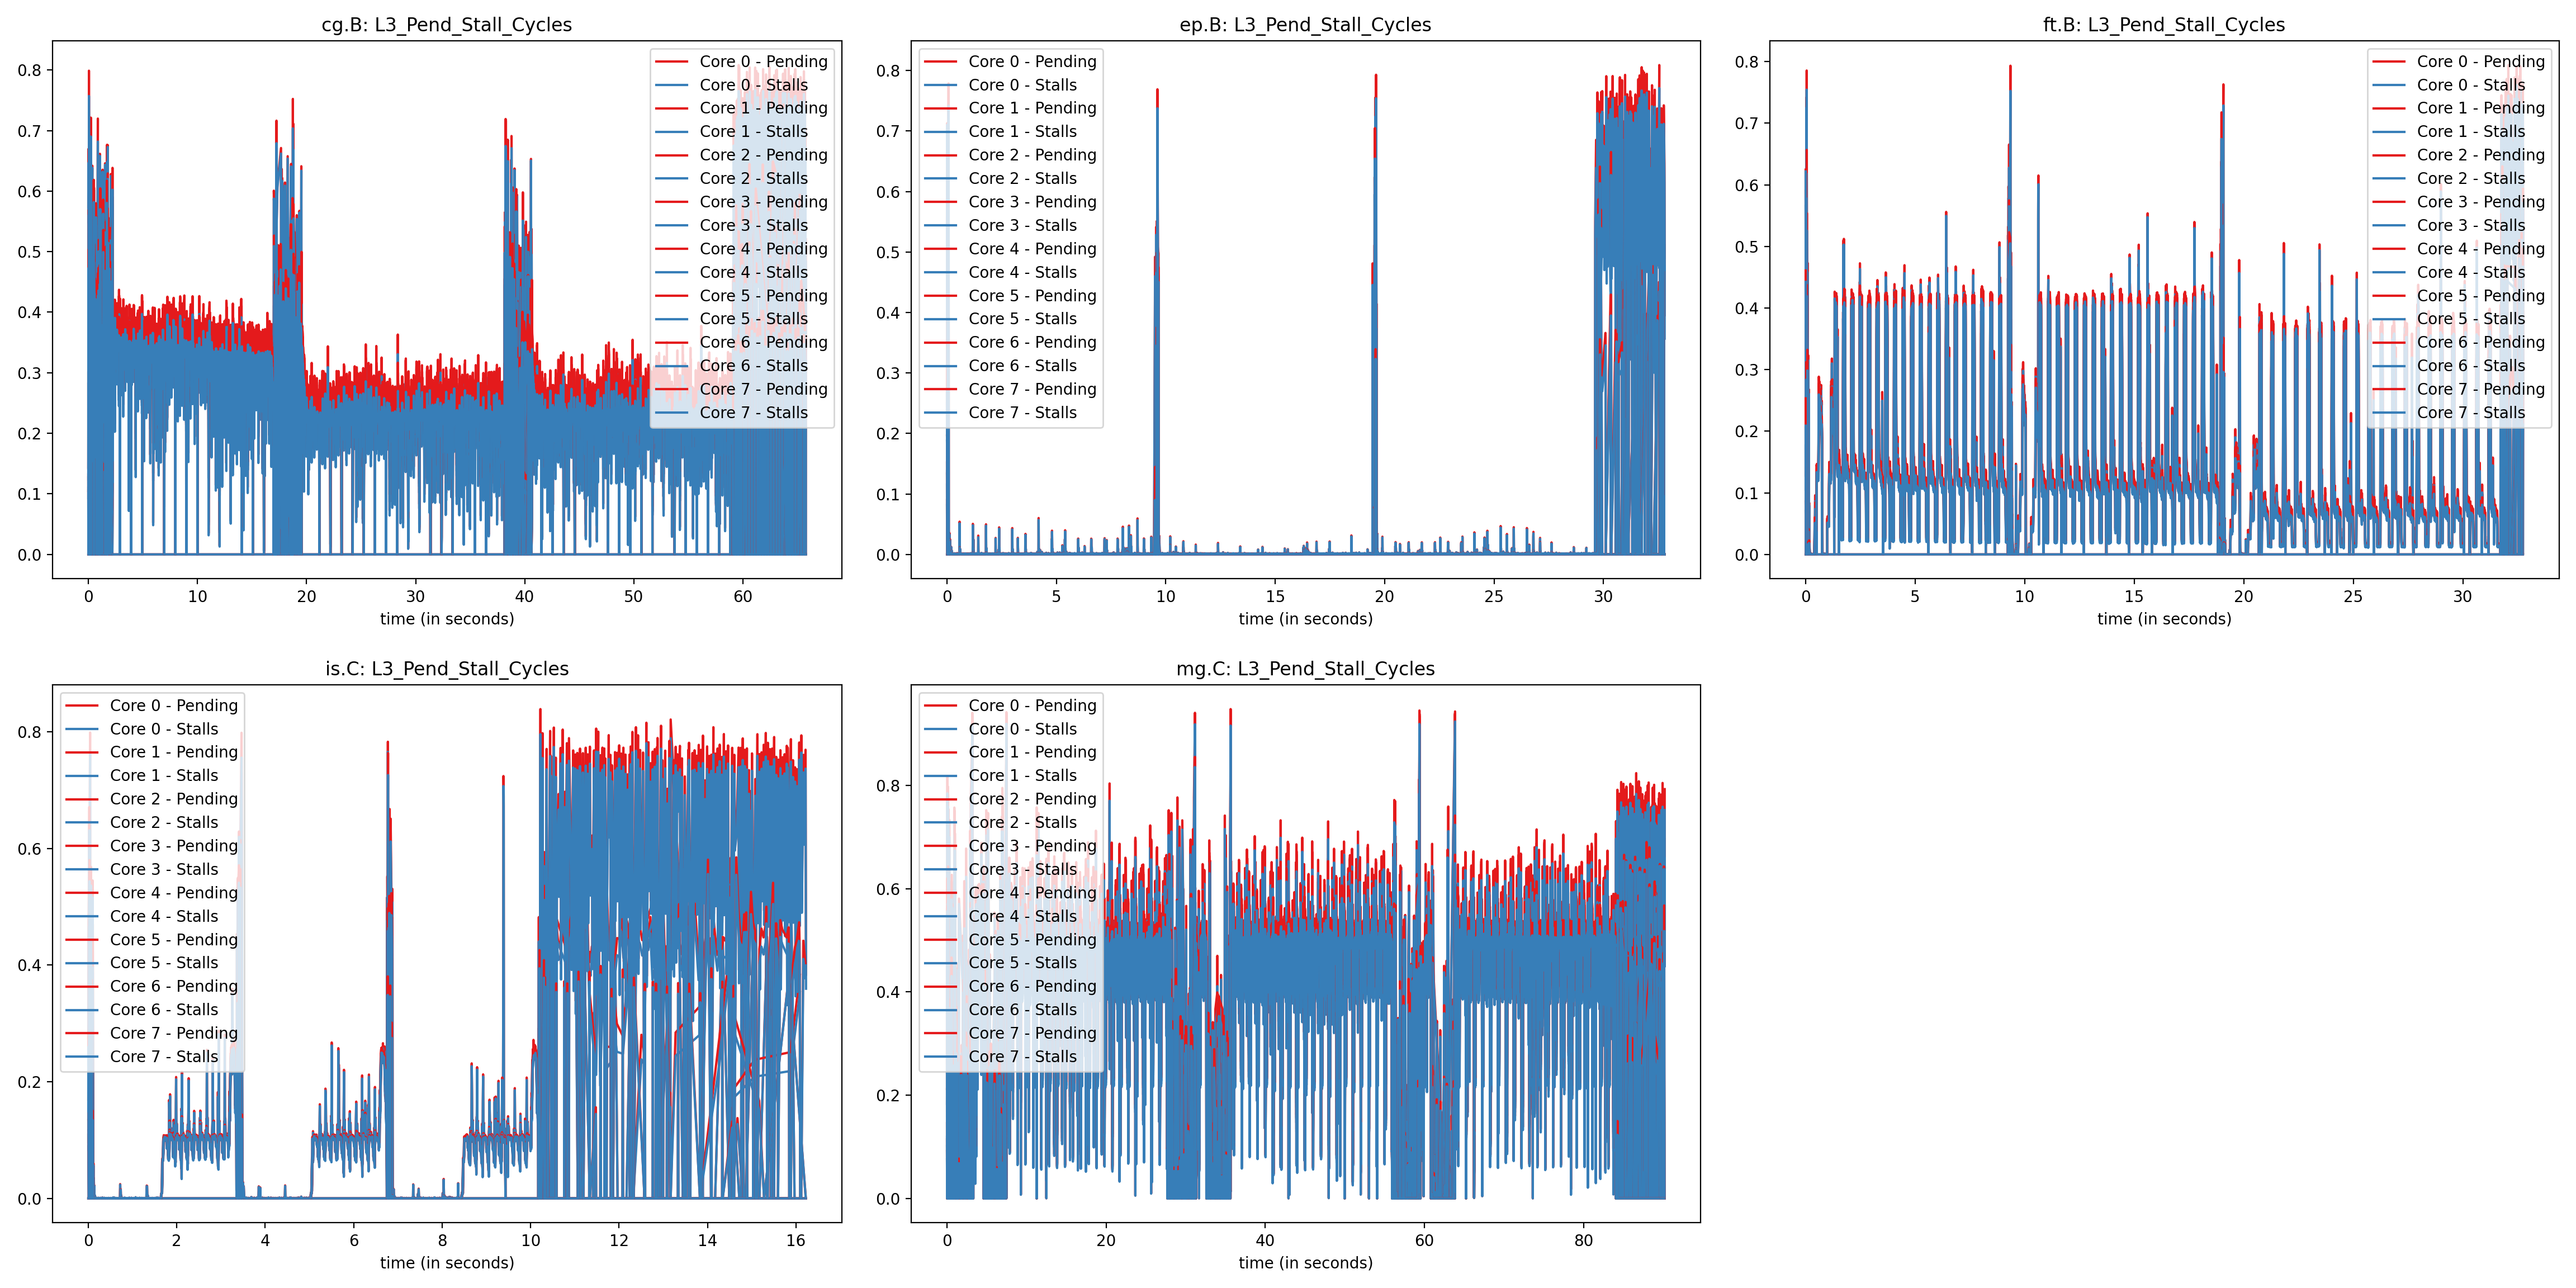 cg.B: L3_Pend_Stall_Cycles
0.8
0.7
0.6
0.5
0.4
0.3
0.2
0.1
0.0
Core 0 - Pending
Core 0 - Stalls
Core 1 - Pending
Core 1 - Stalls
Core 2 - Pending
Core 2 - Stalls
Core 3 - Pending
Core 3 - Stalls
Core 4 - Pending
Core 4 - Stalls
Core 5 - Pending
Core 5 - Stalls
Core 6 - Pending
Core 6 - Stalls
Core 7 - Pending
Core 7 - Stalls
0 10 20 30 40 50 60
time (in seconds)
ep.B: L3_Pend_Stall_Cycles
0.8
0.7
0.6
0.5
0.4
0.3
0.2
0.1
0.0
Core 0 - Pending
Core 0 - Stalls
Core 1 - Pending
Core 1 - Stalls
Core 2 - Pending
Core 2 - Stalls
Core 3 - Pending
Core 3 - Stalls
Core 4 - Pending
Core 4 - Stalls
Core 5 - Pending
Core 5 - Stalls
Core 6 - Pending
Core 6 - Stalls
Core 7 - Pending
Core 7 - Stalls
0 5 10 15 20 25 30
time (in seconds)
ft.B: L3_Pend_Stall_Cycles
0.8
0.7
0.6
0.5
0.4
0.3
0.2
0.1
0.0
Core 0 - Pending
Core 0 - Stalls
Core 1 - Pending
Core 1 - Stalls
Core 2 - Pending
Core 2 - Stalls
Core 3 - Pending
Core 3 - Stalls
Core 4 - Pending
Core 4 - Stalls
Core 5 - Pending
Core 5 - Stalls
Core 6 - Pending
Core 6 - Stalls
Core 7 - Pending
Core 7 - Stalls
0 5 10 15 20 25 30
time (in seconds)
is.C: L3_Pend_Stall_Cycles
0.8
0.6
0.4
0.2
0.0
Core 0 - Pending
Core 0 - Stalls
Core 1 - Pending
Core 1 - Stalls
Core 2 - Pending
Core 2 - Stalls
Core 3 - Pending
Core 3 - Stalls
Core 4 - Pending
Core 4 - Stalls
Core 5 - Pending
Core 5 - Stalls
Core 6 - Pending
Core 6 - Stalls
Core 7 - Pending
Core 7 - Stalls
0 2 4 6 8 10 12 14 16
time (in seconds)
mg.C: L3_Pend_Stall_Cycles
0.8
0.6
0.4
0.2
0.0
Core 0 - Pending
Core 0 - Stalls
Core 1 - Pending
Core 1 - Stalls
Core 2 - Pending
Core 2 - Stalls
Core 3 - Pending
Core 3 - Stalls
Core 4 - Pending
Core 4 - Stalls
Core 5 - Pending
Core 5 - Stalls
Core 6 - Pending
Core 6 - Stalls
Core 7 - Pending
Core 7 - Stalls
0 20 40 60 80
time (in seconds)